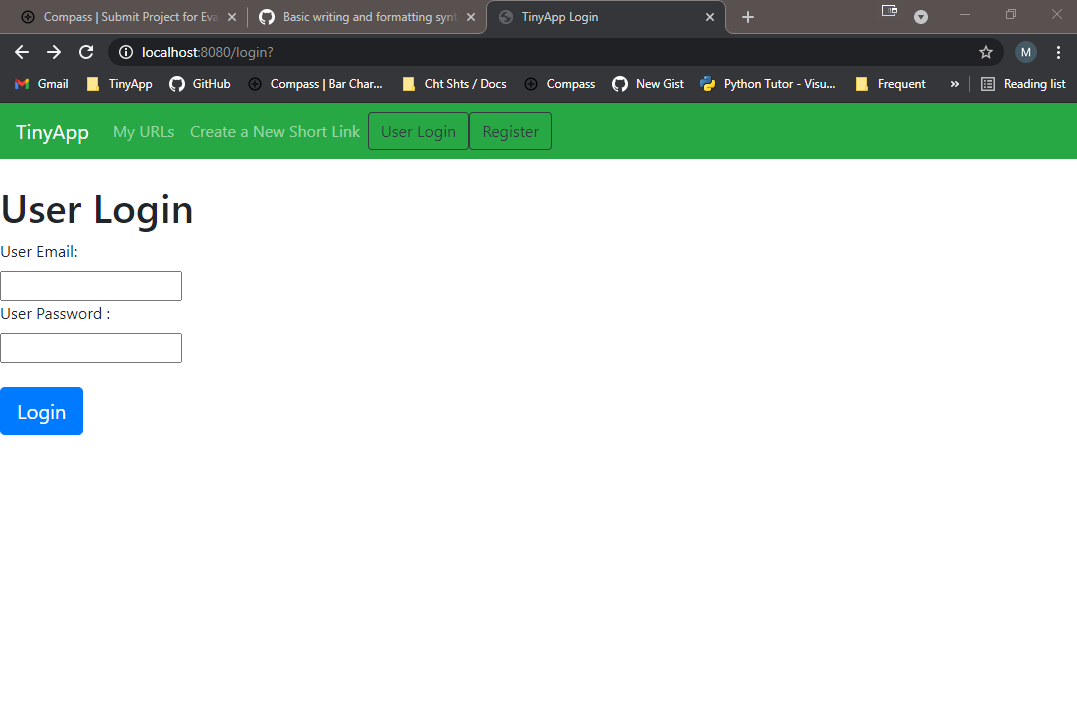 Compass | Submit Project for Eva
Basic writing and formatting synt
TinyApp Login
localhost:8080/login?
M
Gmail
TinyApp
GitHub
Compass | Bar Char...
Cht Shts / Docs
Compass
New Gist
Python Tutor - Visu...
Frequent
»
Reading list
TinyApp My URLs Create a New Short Link User Login Register
User Login
User Email:
User Password :
Login